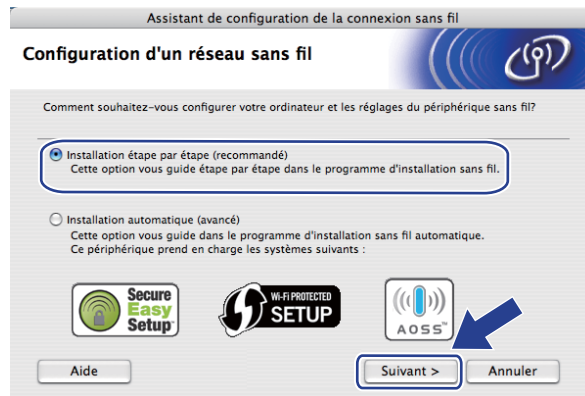 Assistant de configuration de la connexion sans fil
Configuration d'un réseau sans fil
Comment souhaitez-vous configurer votre ordinateur et les réglages du périphérique sans fil?
Installation étape par étape (recommandé)
Cette option vous guide étape par étape dans le programme d'installation sans fil.
Installation automatique (avancé)
Cette option vous guide dans le programme d'installation sans fil automatique.
Ce périphérique prend en charge les systèmes suivants :
Secure
Easy
Setup™
Wi-Fi PROTECTED
SETUP
AOSS™
Aide
Suivant >
Annuler